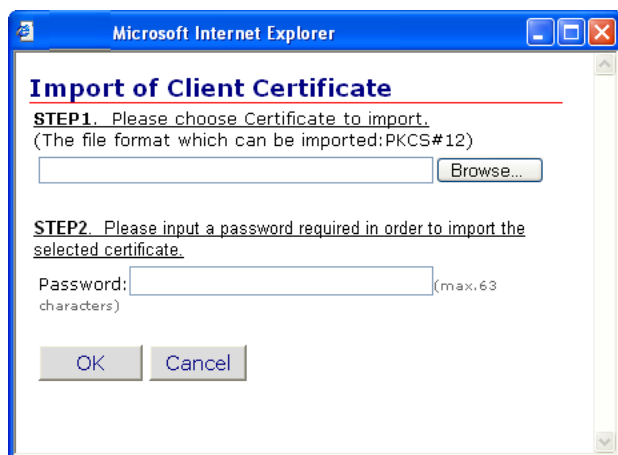 Microsoft Internet Explorer
Import of Client Certificate
STEP1. Please choose Certificate to import.
(The file format which can be imported:PKCS#12)
Browse...
STEP2. Please input a password required in order to import the
selected certificate.
Password: (max.63
characters)
OK Cancel